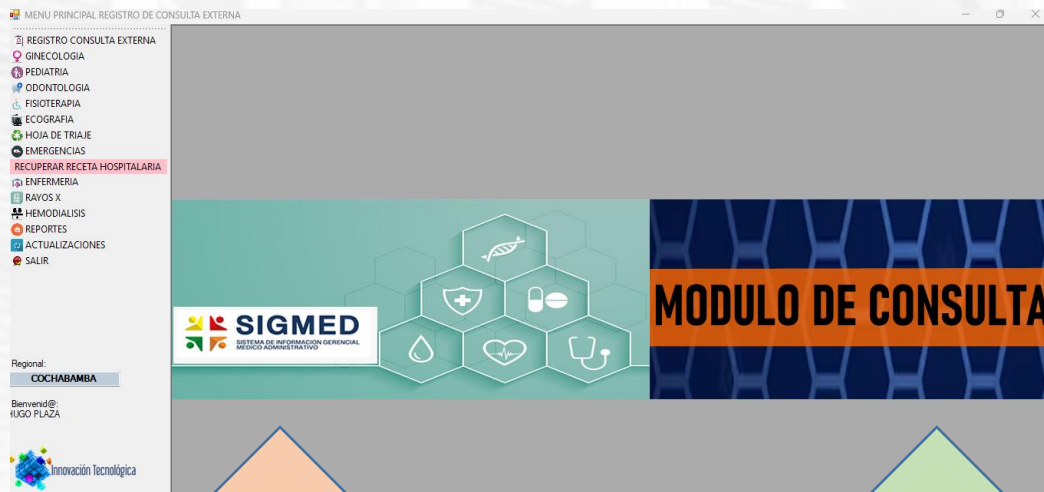 MENU PRINCIPAL REGISTRO DE CONSULTA EXTERNA
REGISTRO CONSULTA EXTERNA
GINECOLOGIA
PEDIATRIA
ODONTOLOGIA
FISIOTERAPIA
ECOGRAFIA
HOJA DE TRIAJE
EMERGENCIAS
RECUPERAR RECETA HOSPITALARIA
ENFERMERIA
RAYOS X
HEMODIALISIS
REPORTES
ACTUALIZACIONES
SALIR
Regional:
COCHABAMBA
Bienvenid@:
HUGO PLAZA
Innovación Tecnológica
SIGMED
SISTEMA DE INFORMACION GERENCIAL
MEDICO ADMINISTRATIVO
MODULO DE CONSULTA